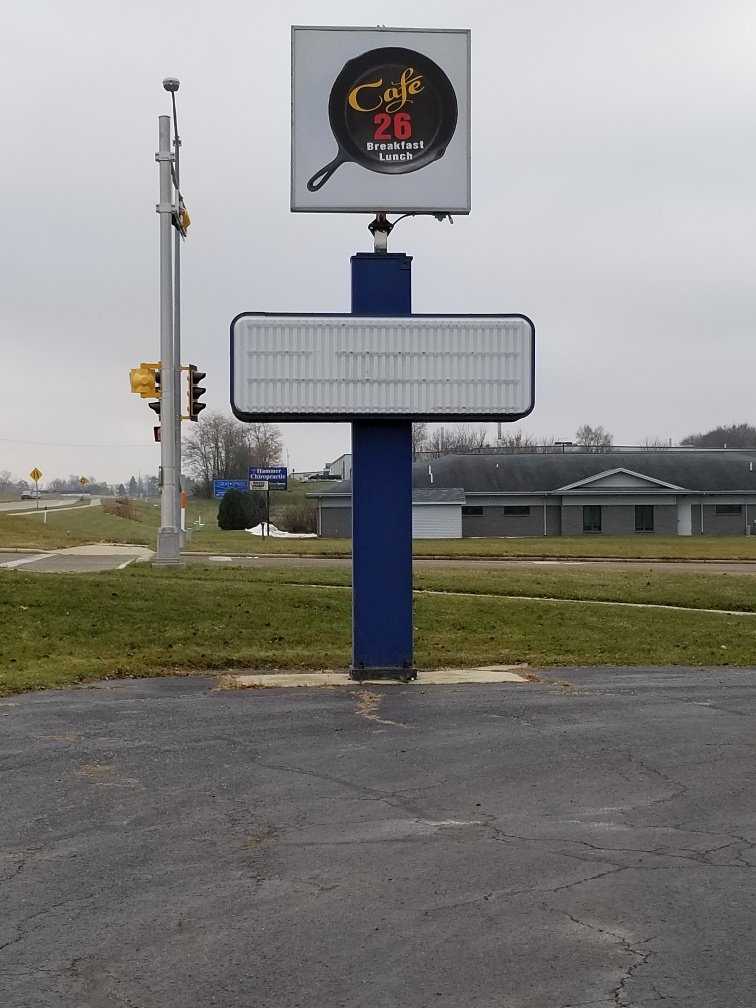 Cafe
26
Breakfast
Lunch
Hammer
Chiropractic